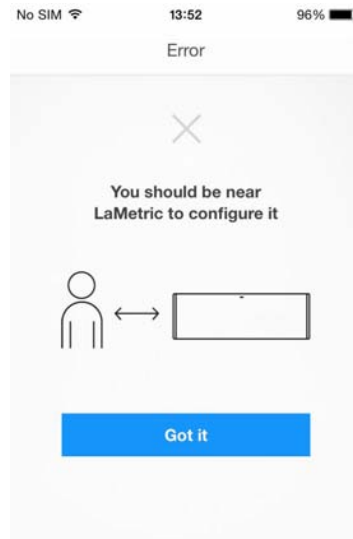 No SIM 13:52 96%
Error
You should be near
LaMetric to configure it
Got it